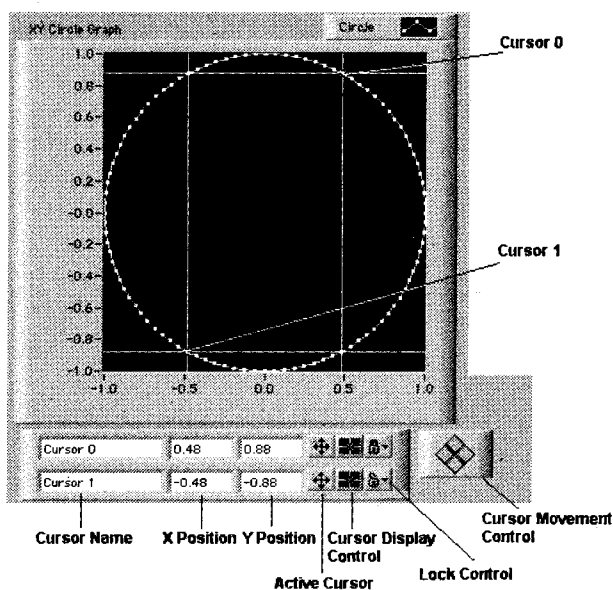 XY Circle Graph
Circle
Cursor 0
1.0
0.8
0.6
0.4
0.2
-0.0
-0.2
-0.4
-0.6
-0.8
-1.0
Cursor 1
-1.0 -0.5 0.0 0.5 1.0
Cursor 0 0.48 0.88
Cursor 1 -0.48 -0.88
Cursor Name X Position Y Position Cursor Display Control
Active Cursor
Lock Control
Cursor Movement Control